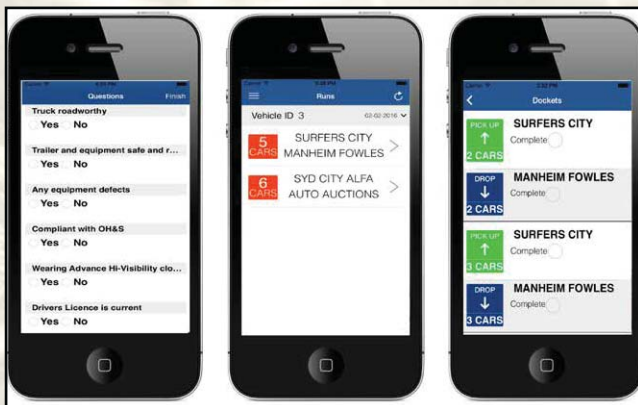 Questions
Finish
Truck roadworthy
Yes No
Trailer and equipment safe and r...
Yes No
Any equipment defects
Yes No
Compliant with OH&S
Yes No
Wearing Advance Hi-Visibility clo...
Yes No
Drivers Licence is current
Yes No
Runs
Vehicle ID 3
02-02-2016
5 CARS
SURFERS CITY
MANHEIM FOWLES
6 CARS
SYD CITY ALFA
AUTO AUCTIONS
Carrier
3:32 PM
Dockets
PICK UP
2 CARS
SURFERS CITY
Complete
DROP
2 CARS
MANHEIM FOWLES
Complete
PICK UP
3 CARS
SURFERS CITY
Complete
DROP
3 CARS
MANHEIM FOWLES
Complete